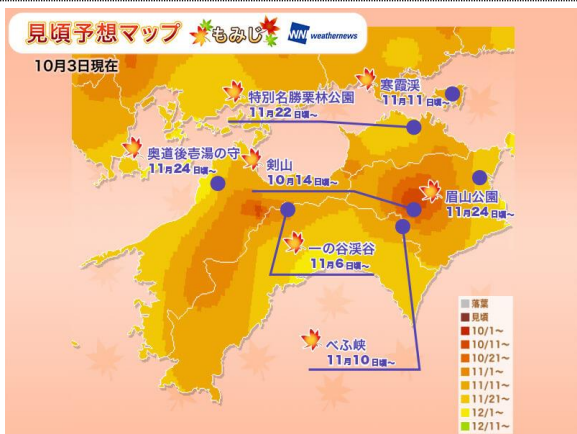 見頃予想マップ もみじ WNI weathernews
10月3日現在
寒霞渓
11月11日頃~
特別名勝栗林公園
11月22日頃~
奥道後壱湯の守
11月24日頃~
剣山
10月14日頃~
眉山公園
11月24日頃~
一の谷渓谷
11月6日頃~
べふ峡
11月10日頃~
落葉
見頃
10/1~
10/11~
10/21~
11/1~
11/11~
11/21~
12/1~
12/11~